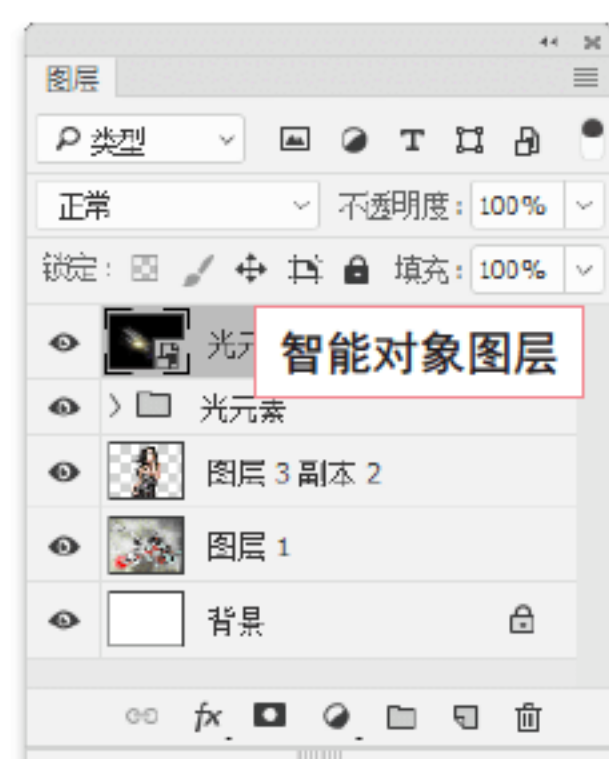 图层
类型
正常 不透明度: 100%
锁定: 填充: 100%
光元
智能对象图层
光元素
图层 3 副本 2
图层 1
背景
fx